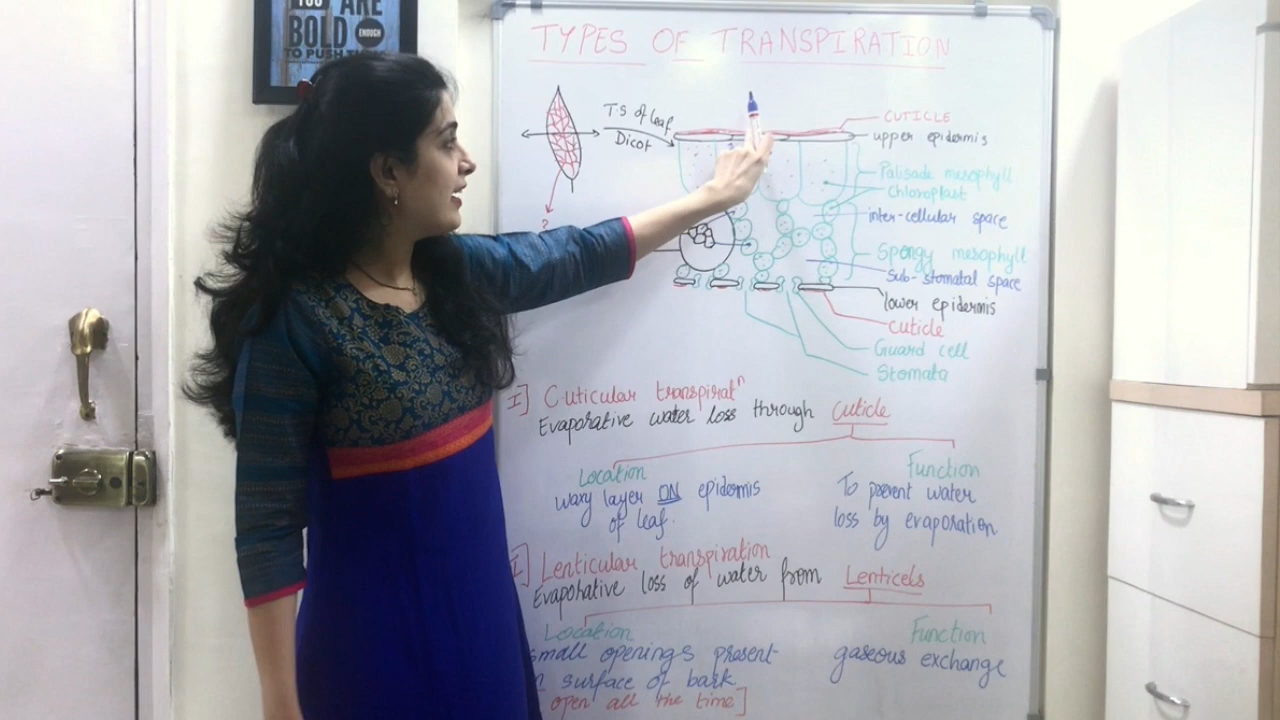 YOU ARE
BOLD ENOUGH
TO PUSH
TYPES OF TRANSPIRATION
T S of leaf
Dicot
?
CUTICLE
upper epidermis
Palisade mesophyll
Chloroplast
inter-cellular space
Spongy mesophyll
Sub-stomatal space
lower epidermis
cuticle
Guard cell
Stomata
I] Cuticular transpiratn
Evaporative water loss through cuticle
Location
waxy layer ON epidermis
of leaf.
Function
To prevent water
loss by evaporation
I] Lenticular transpiration
Evaporative loss of water from Lenticels
Location
small openings present
n surface of bark
open all the time]
Function
gaseous exchange